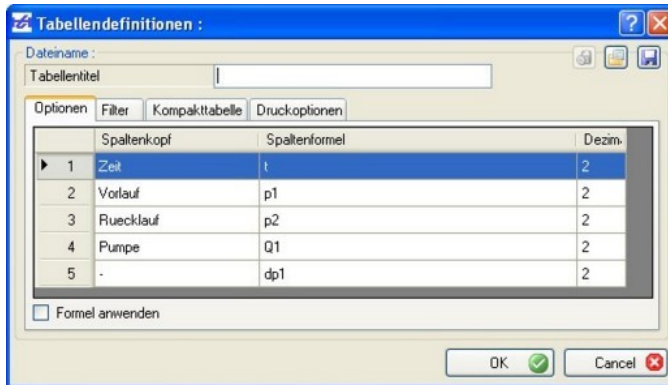 Tabellendefinitionen :
Dateiname :
Tabellentitel
Optionen Filter Kompakttabelle Druckoptionen
Spaltenkopf Spaltenformel Dezim.
1 Zeit t 2
2 Vorlauf p1 2
3 Ruecklauf p2 2
4 Pumpe Q1 2
5 - dp1 2
Formel anwenden
OK Cancel